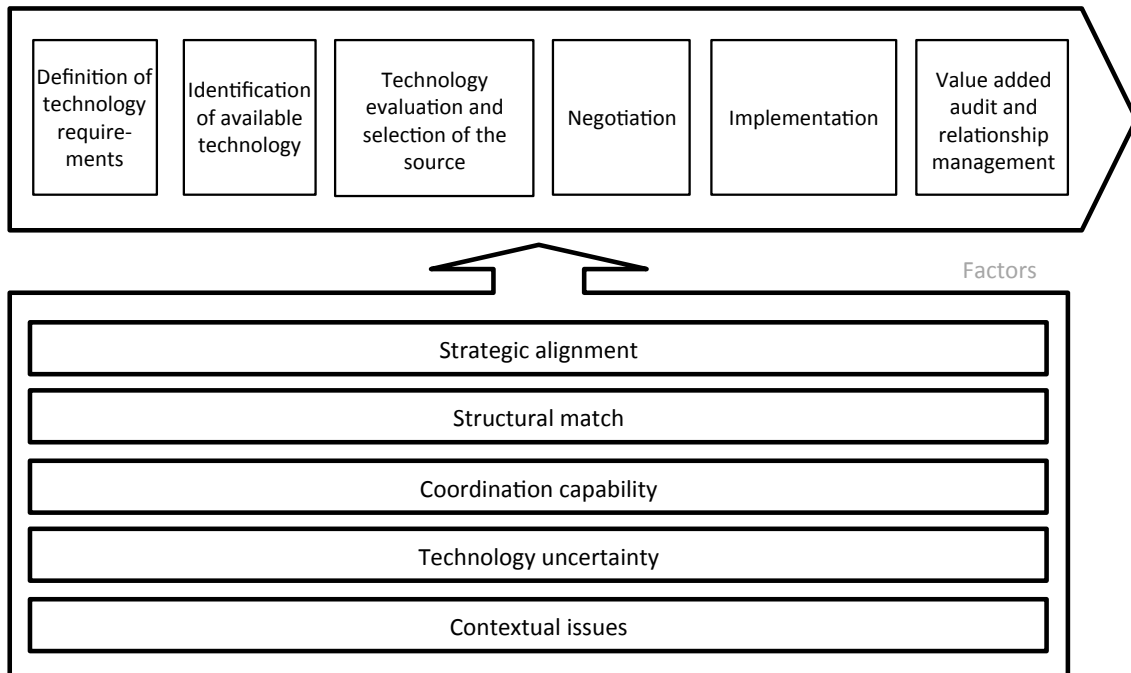 Definition of
technology
require-
ments
Identification
of available
technology
Technology
evaluation and
selection of the
source
Negotiation
Implementation
Value added
audit and
relationship
management
Factors
Strategic alignment
Structural match
Coordination capability
Technology uncertainty
Contextual issues